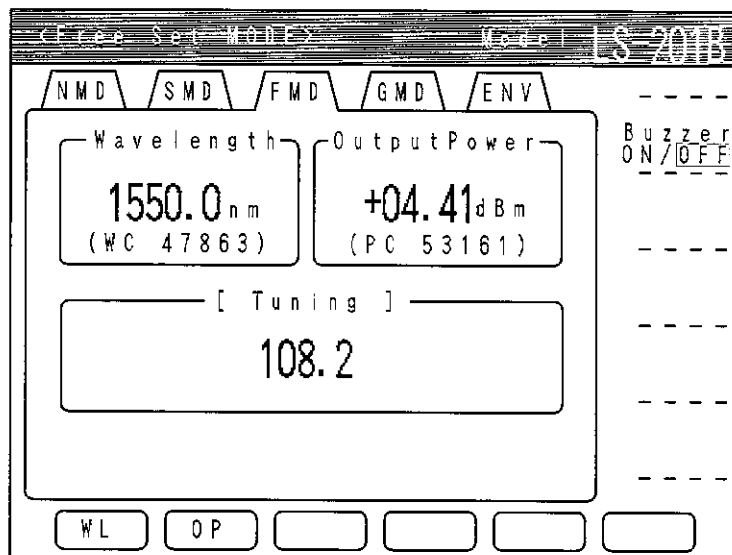 <Free Set MODE> Model LS-201B
NMD SMD FMD GMD ENV
Buzzer
ON/OFF
Wavelength OutputPower
1550.0nm +04.41dBm
(WC 47863) (PC 53161)
[ Tuning ]
108.2
WL OP